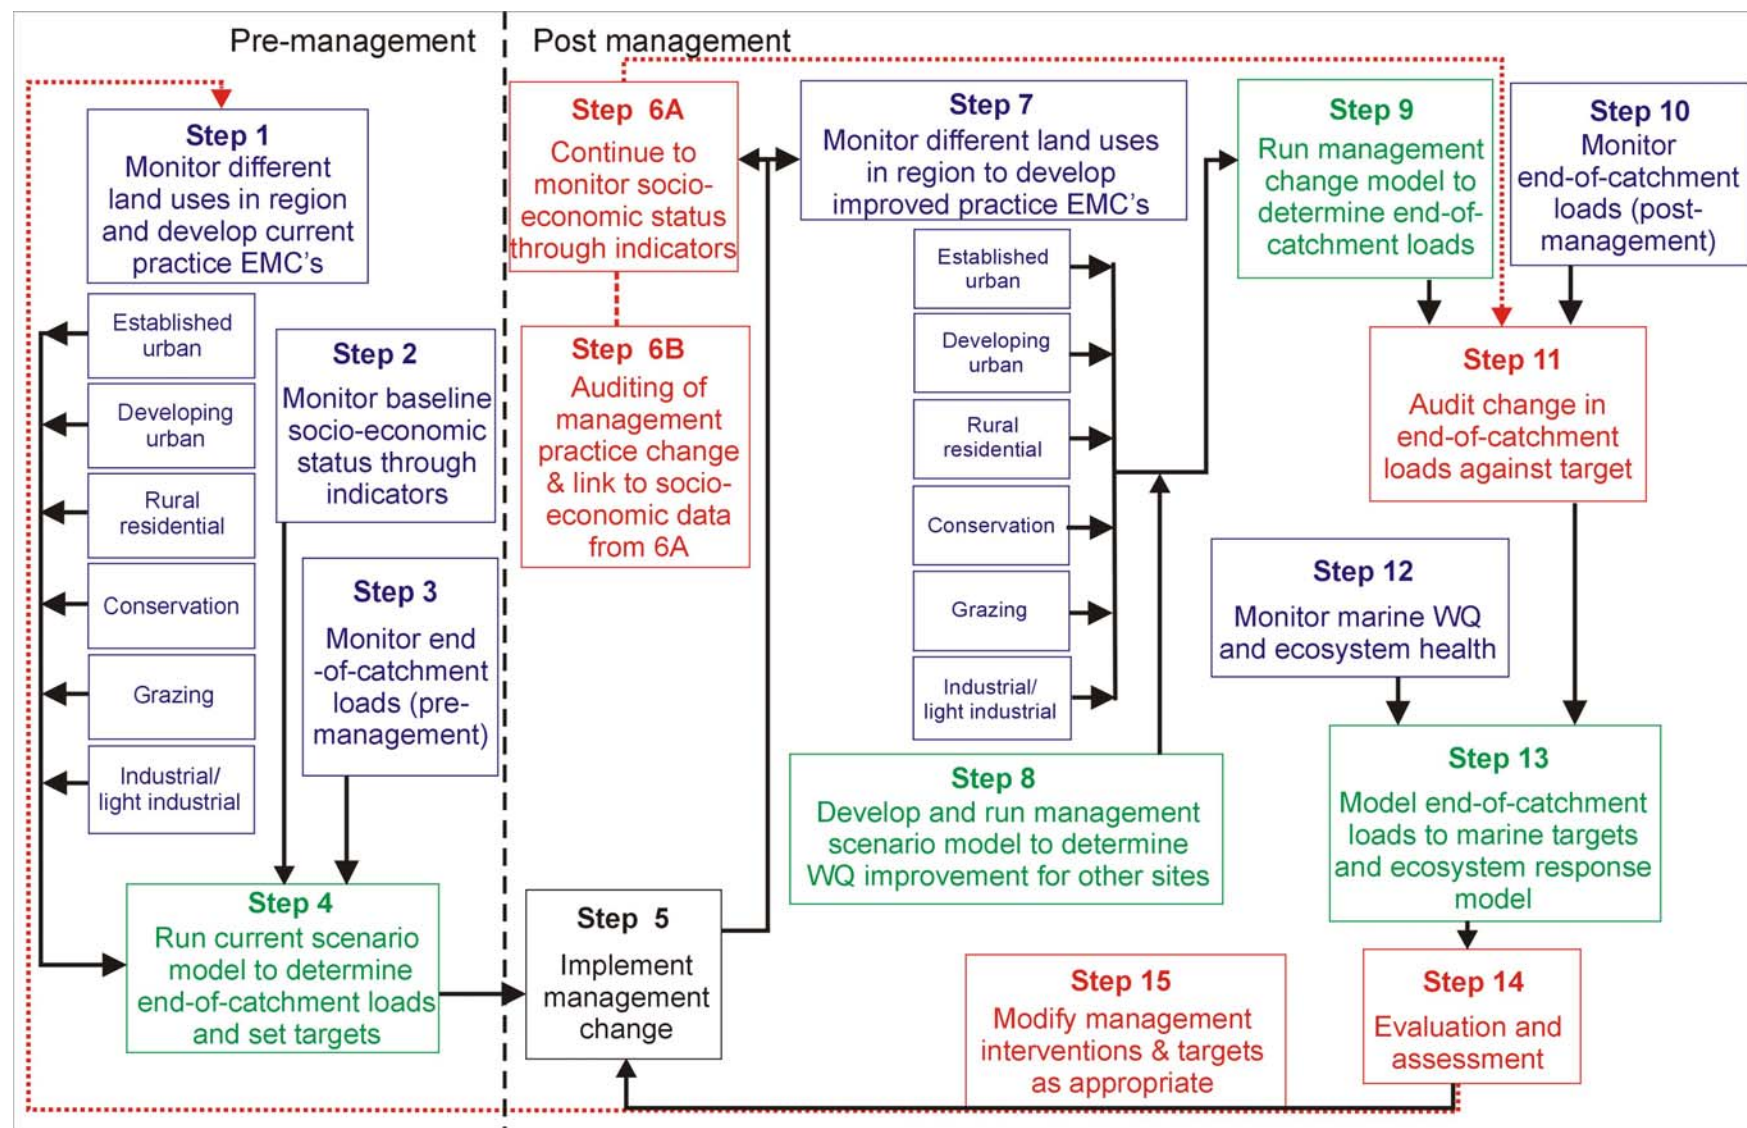 Pre-management
Post management
Step 1
Monitor different
land uses in region
and develop current
practice EMC's
Established
urban
Developing
urban
Rural
residential
Conservation
Grazing
Industrial/
light industrial
Step 2
Monitor baseline
socio-economic
status through
indicators
Step 3
Monitor end
-of-catchment
loads (pre-
management)
Step 4
Run current scenario
model to determine
end-of-catchment loads
and set targets
Step 5
Implement
management
change
Step 6A
Continue to
monitor socio-
economic status
through indicators
Step 6B
Auditing of
management
practice change
& link to socio-
economic data
from 6A
Step 7
Monitor different land uses
in region to develop
improved practice EMC's
Established
urban
Developing
urban
Rural
residential
Conservation
Grazing
Industrial/
light industrial
Step 8
Develop and run management
scenario model to determine
WQ improvement for other sites
Step 9
Run management
change model to
determine end-of-
catchment loads
Step 10
Monitor
end-of-catchment
loads (post-
management)
Step 11
Audit change in
end-of-catchment
loads against target
Step 12
Monitor marine WQ
and ecosystem health
Step 13
Model end-of-catchment
loads to marine targets
and ecosystem response
model
Step 14
Evaluation and
assessment
Step 15
Modify management
interventions & targets
as appropriate